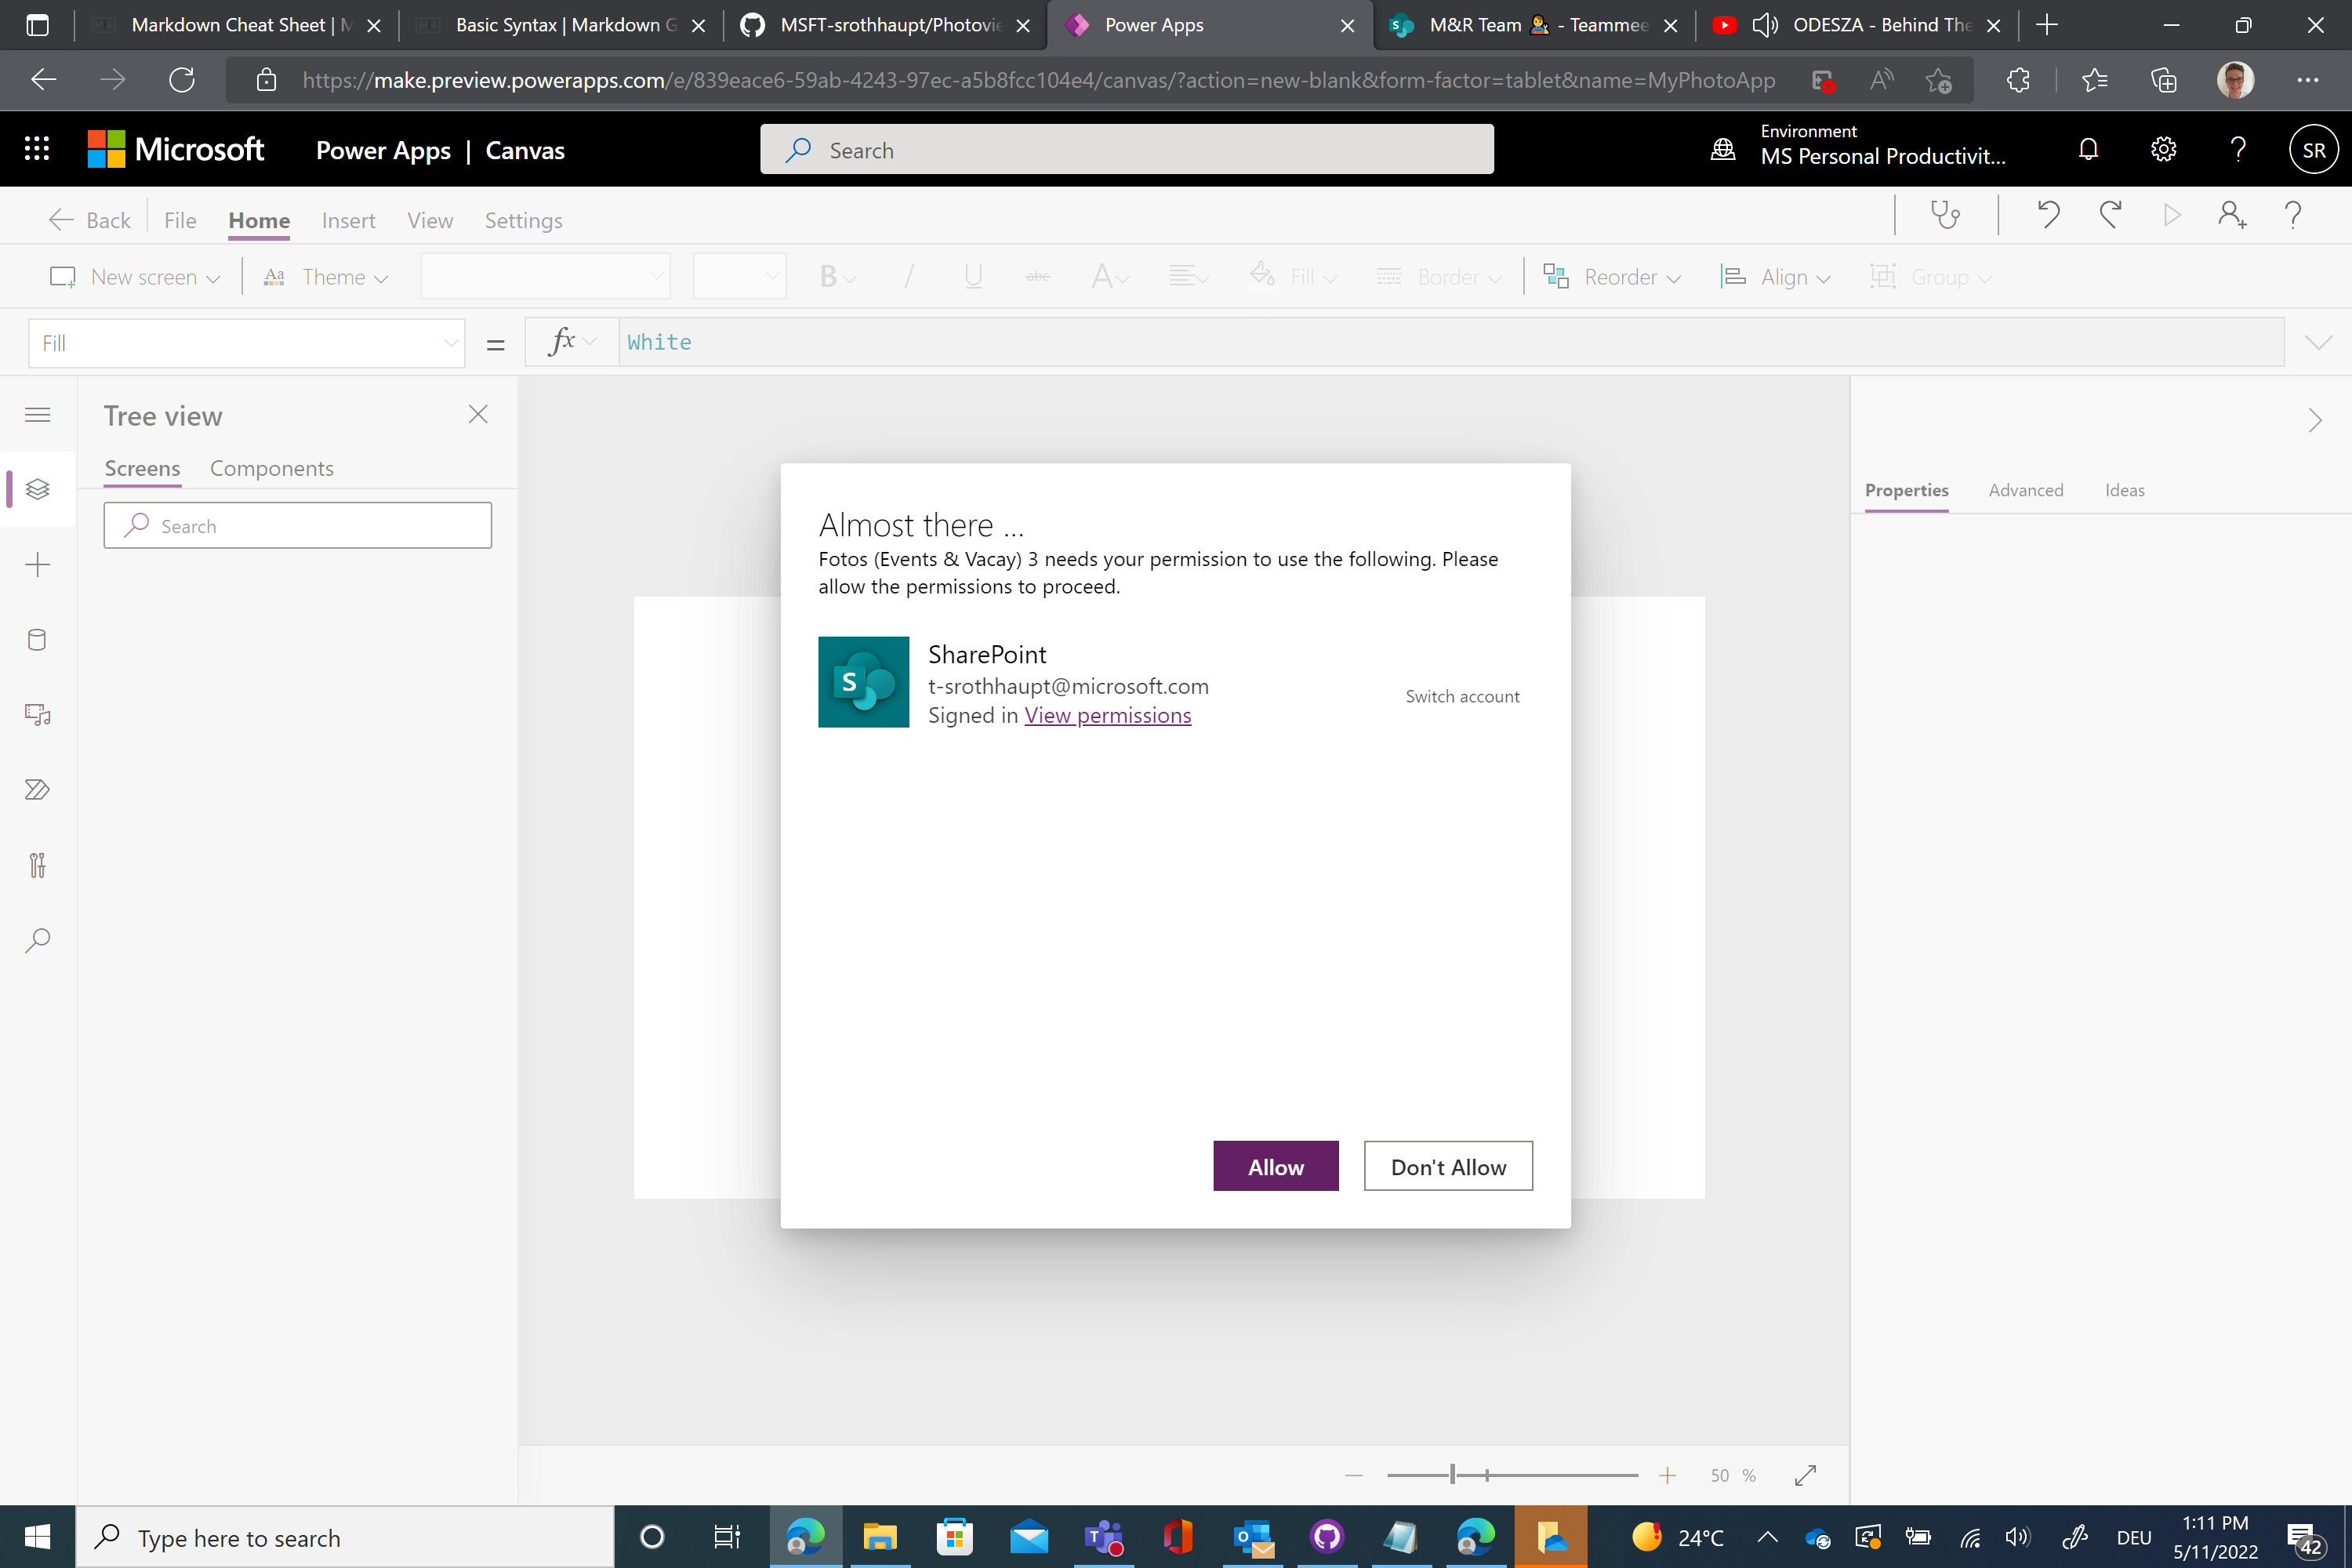 Markdown Cheat Sheet | M
Basic Syntax | Markdown G
MSFT-srothhaupt/Photovie
Power Apps
M&R Team 👩‍💼 - Teammee
ODESZA - Behind The
https://make.preview.powerapps.com/e/839eace6-59ab-4243-97ec-a5b8fcc104e4/canvas/?action=new-blank&form-factor=tablet&name=MyPhotoApp
Microsoft
Power Apps | Canvas
Search
Environment
MS Personal Productivit...
SR
Back
File
Home
Insert
View
Settings
New screen
Theme
B
/
U
abc
A
Fill
Border
Reorder
Align
Group
Fill
=
fx
White
Tree view
Screens
Components
Search
Properties
Advanced
Ideas
Almost there ...
Fotos (Events & Vacay) 3 needs your permission to use the following. Please
allow the permissions to proceed.
SharePoint
t-srothhaupt@microsoft.com
Signed in View permissions
Switch account
Allow
Don't Allow
50 %
Type here to search
24°C
DEU
1:11 PM
5/11/2022
42